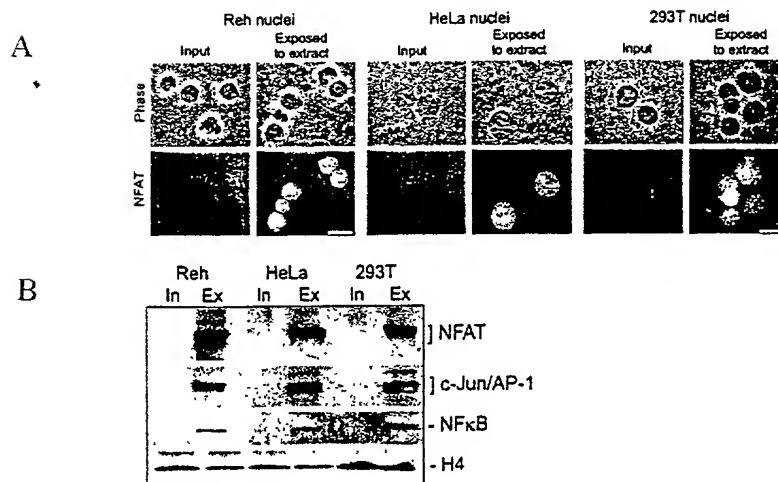 A
Reh nuclei HeLa nuclei 293T nuclei
Input Exposed to extract Input Exposed to extract Input Exposed to extract
Phase
NFAT
B
Reh HeLa 293T
In Ex In Ex In Ex
NFAT
c-Jun/AP-1
NFκB
H4